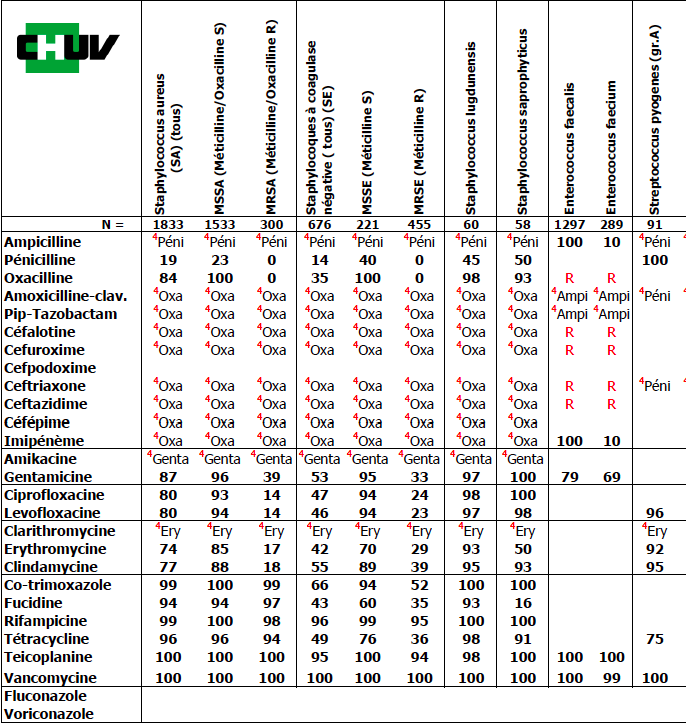 CHUV
Staphylococcus aureus (SA) (tous)
MSSA (Méticilline/Oxacilline S)
MRSA (Méticilline/Oxacilline R)
Staphylocoques à coagulase négative ( tous) (SE)
MSSE (Méticilline S)
MRSE (Méticilline R)
Staphylococcus lugdunensis
Staphylococcus saprophyticus
Enterococcus faecalis
Enterococcus faecium
Streptococcus pyogenes (gr.A)
N = 1833 1533 300 676 221 455 60 58 1297 289 91
Ampicilline 4Péni 4Péni 4Péni 4Péni 4Péni 4Péni 4Péni 4Péni 100 10 4Péni 4
Pénicilline 19 23 0 14 40 0 45 50 100
Oxacilline 84 100 0 35 100 0 98 93 R R
Amoxicilline-clav. 4Oxa 4Oxa 4Oxa 4Oxa 4Oxa 4Oxa 4Oxa 4Oxa 4Ampi 4Ampi 4Péni 4
Pip-Tazobactam 4Oxa 4Oxa 4Oxa 4Oxa 4Oxa 4Oxa 4Oxa 4Oxa 4Ampi 4Ampi
Céfalotine 4Oxa 4Oxa 4Oxa 4Oxa 4Oxa 4Oxa 4Oxa 4Oxa R R
Cefuroxime 4Oxa 4Oxa 4Oxa 4Oxa 4Oxa 4Oxa 4Oxa 4Oxa R R
Cefpodoxime
Ceftriaxone 4Oxa 4Oxa 4Oxa 4Oxa 4Oxa 4Oxa 4Oxa 4Oxa R R 4Péni 4
Ceftazidime 4Oxa 4Oxa 4Oxa 4Oxa 4Oxa 4Oxa 4Oxa 4Oxa R R
Céfépime 4Oxa 4Oxa 4Oxa 4Oxa 4Oxa 4Oxa 4Oxa 4Oxa
Imipénème 4Oxa 4Oxa 4Oxa 4Oxa 4Oxa 4Oxa 4Oxa 4Oxa 100 10
Amikacine 4Genta 4Genta 4Genta 4Genta 4Genta 4Genta 4Genta 4Genta
Gentamicine 87 96 39 53 95 33 97 100 79 69
Ciprofloxacine 80 93 14 47 94 24 98 100
Levofloxacine 80 94 14 46 94 23 97 98 96
Clarithromycine 4Ery 4Ery 4Ery 4Ery 4Ery 4Ery 4Ery 4Ery 4Ery
Erythromycine 74 85 17 42 70 29 93 50 92
Clindamycine 77 88 18 55 89 39 95 93 95
Co-trimoxazole 99 100 99 66 94 52 100 100
Fucidine 94 94 97 43 60 35 93 16
Rifampicine 99 100 98 96 99 95 100 100
Tétracycline 96 96 94 49 76 36 98 91 75
Teicoplanine 100 100 100 95 100 94 98 100 100 100
Vancomycine 100 100 100 100 100 100 100 100 100 99 100
Fluconazole
Voriconazole